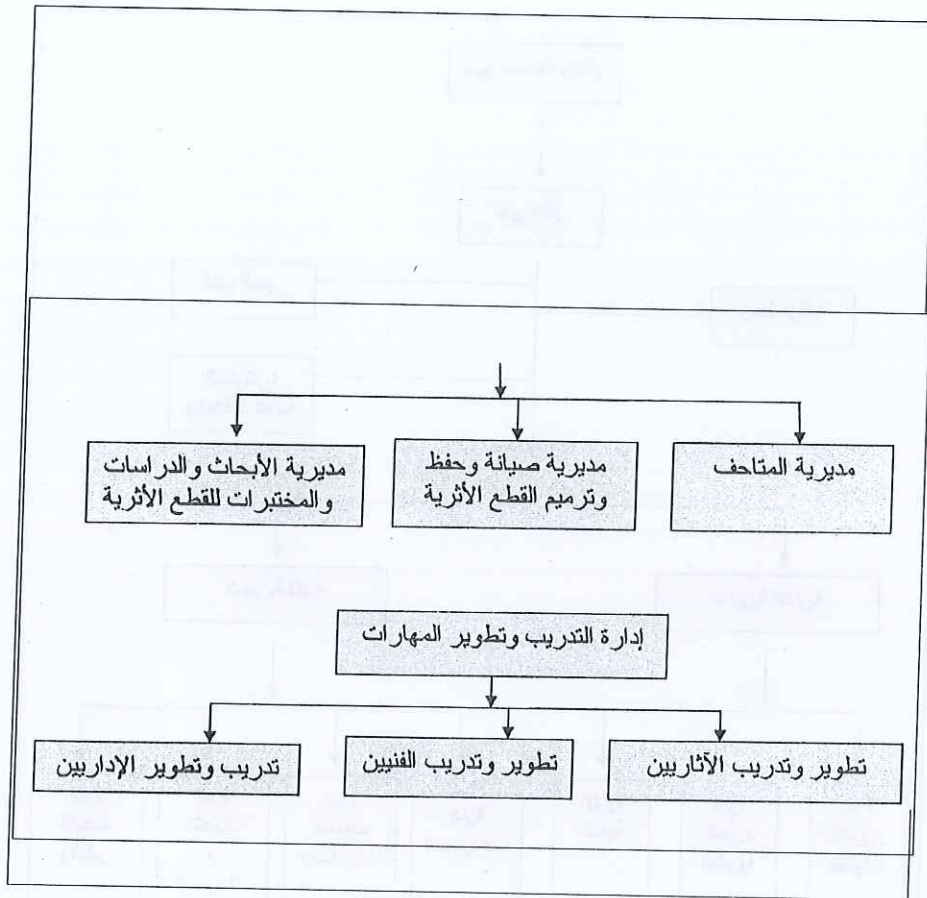 مديرية المتاحف
مديرية صيانة وحفظ
وترميم القطع الأثرية
مديرية الأبحاث والدراسات
والمختبرات للقطع الأثرية
إدارة التدريب وتطوير المهارات
تطوير وتدريب الآثاريين
تطوير وتدريب الفنيين
تدريب وتطوير الإداريين